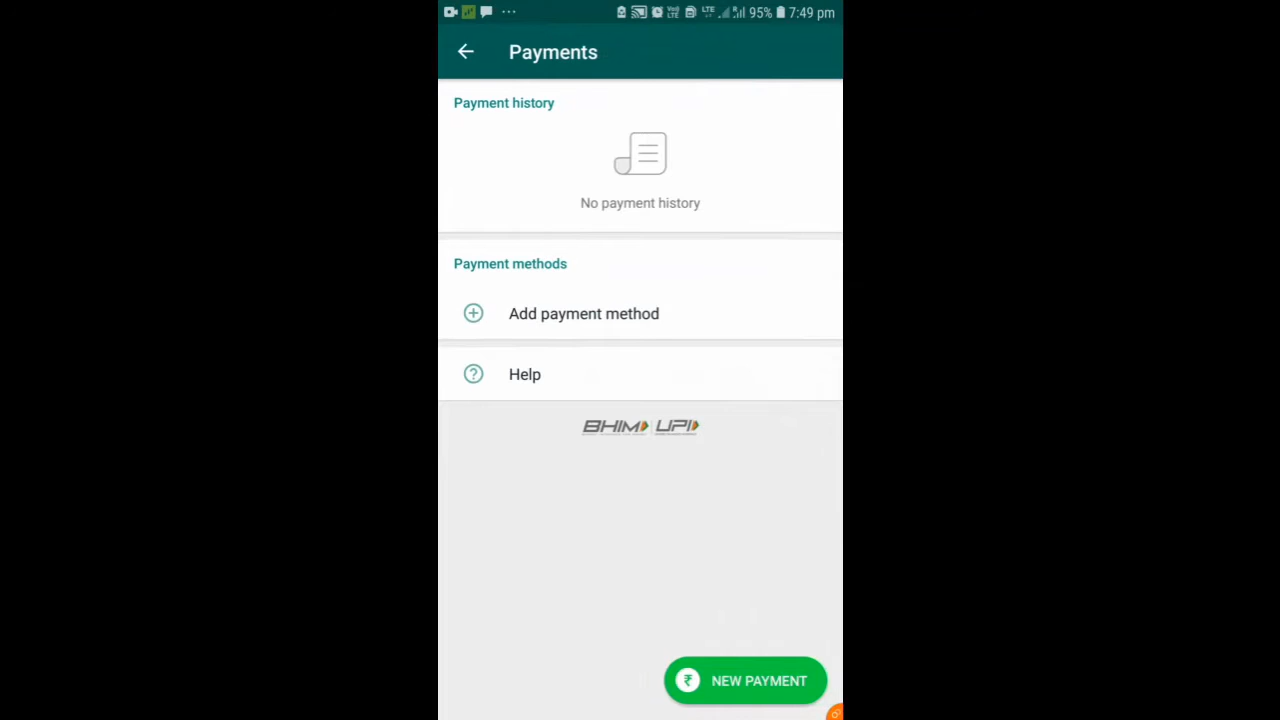 LTE 95% 7:49 pm
Payments
Payment history
No payment history
Payment methods
Add payment method
Help
BHIM UPI
₹ NEW PAYMENT